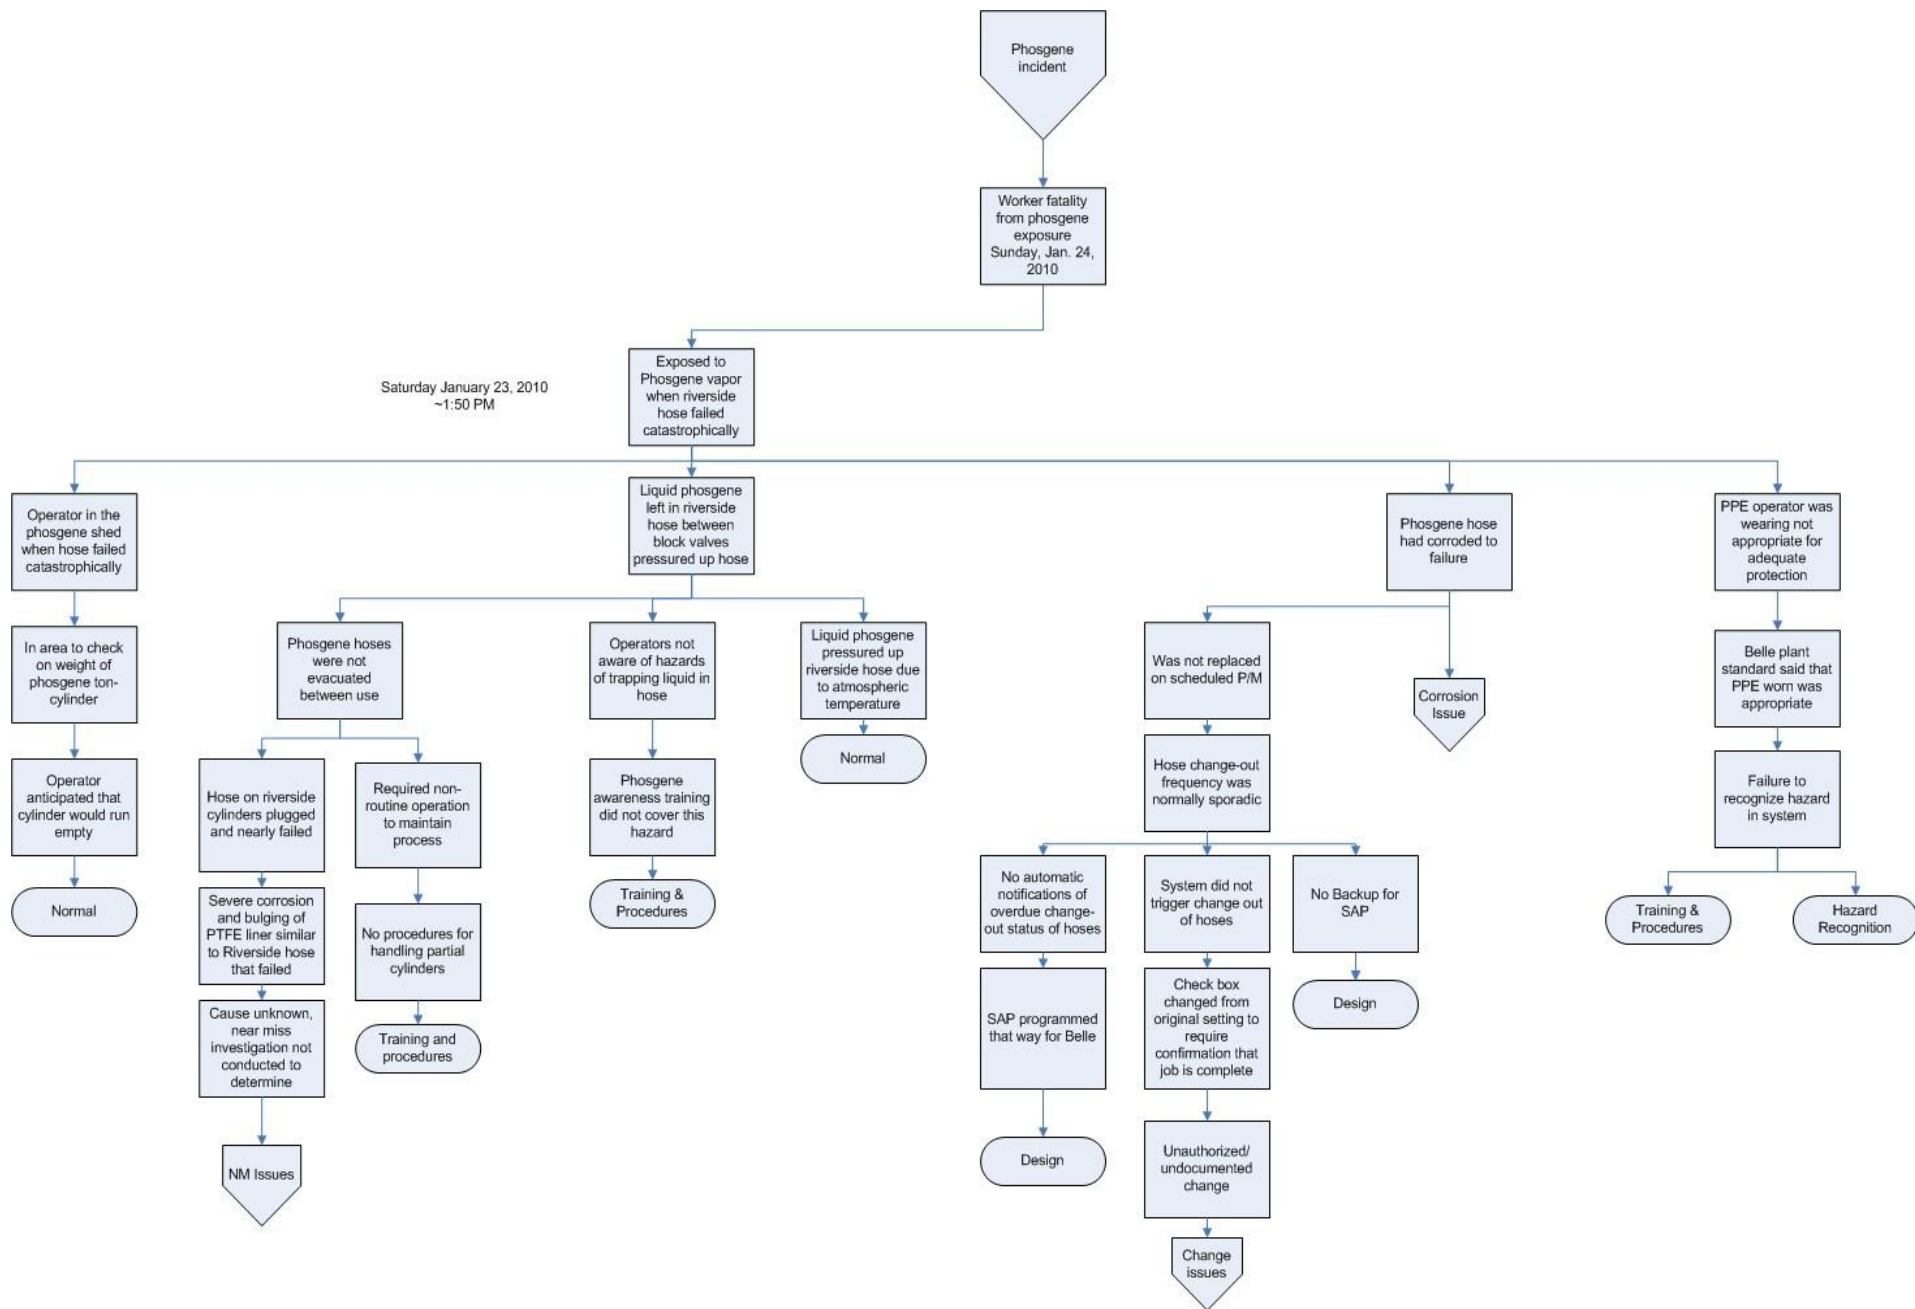 Phosgene
incident
Worker fatality
from phosgene
exposure
Sunday, Jan. 24,
2010
Saturday January 23, 2010
~1:50 PM
Exposed to
Phosgene vapor
when riverside
hose failed
catastrophically
Operator in the
phosgene shed
when hose failed
catastrophically
In area to check
on weight of
phosgene ton-
cylinder
Operator
anticipated that
cylinder would run
empty
Normal
Liquid phosgene
left in riverside
hose between
block valves
pressured up hose
Phosgene hoses
were not
evacuated
between use
Hose on riverside
cylinders plugged
and nearly failed
Severe corrosion
and bulging of
PTFE liner similar
to Riverside hose
that failed
Cause unknown,
near miss
investigation not
conducted to
determine
NM Issues
Required non-
routine operation
to maintain
process
No procedures for
handling partial
cylinders
Training and
procedures
Operators not
aware of hazards
of trapping liquid in
hose
Phosgene
awareness training
did not cover this
hazard
Training &
Procedures
Liquid phosgene
pressured up
riverside hose due
to atmospheric
temperature
Normal
Phosgene hose
had corroded to
failure
Was not replaced
on scheduled P/M
Hose change-out
frequency was
normally sporadic
No automatic
notifications of
overdue change-
out status of hoses
SAP programmed
that way for Belle
Design
System did not
trigger change out
of hoses
Check box
changed from
original setting to
require
confirmation that
job is complete
Unauthorized/
undocumented
change
Change
issues
No Backup for
SAP
Design
Corrosion
Issue
PPE operator was
wearing not
appropriate for
adequate
protection
Belle plant
standard said that
PPE worn was
appropriate
Failure to
recognize hazard
in system
Training &
Procedures
Hazard
Recognition